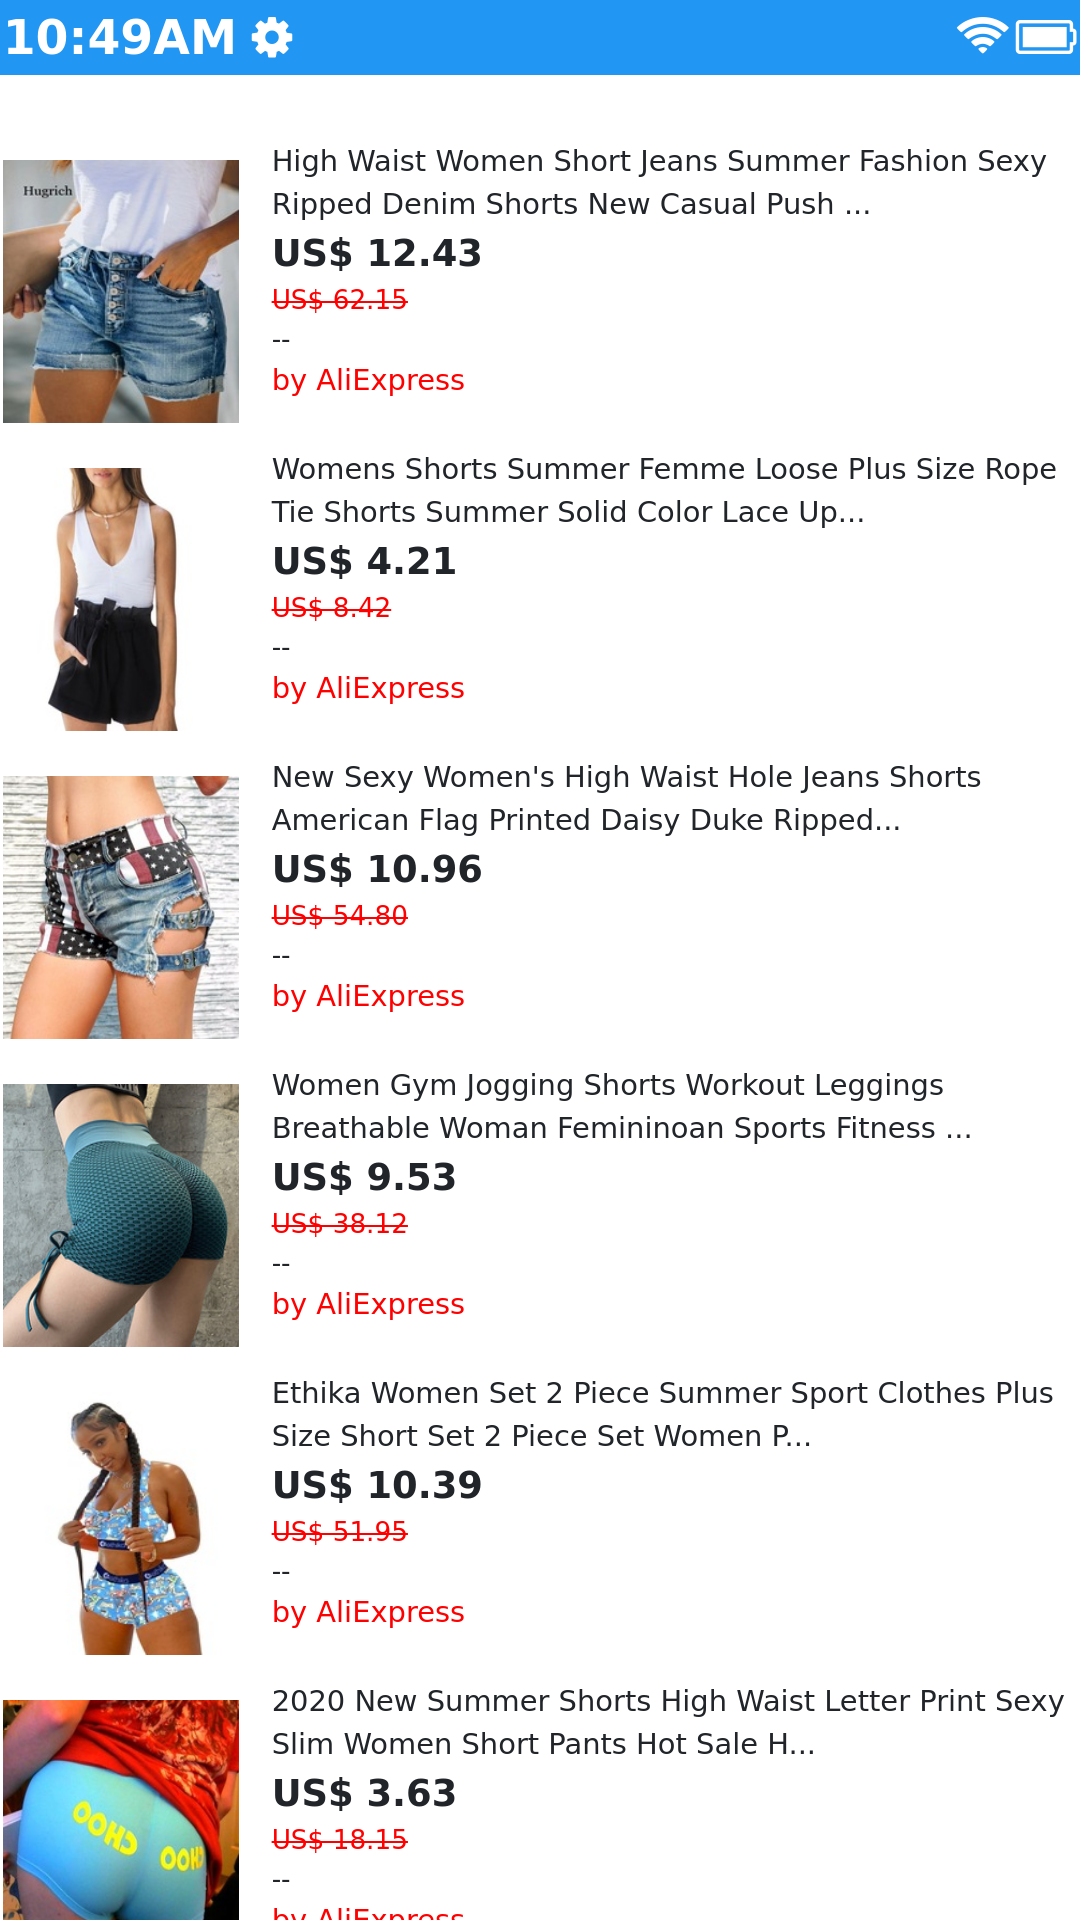 10:49AM
Hugrich
High Waist Women Short Jeans Summer Fashion Sexy
Ripped Denim Shorts New Casual Push ...
US$ 12.43
US$ 62.15
--
by AliExpress
Womens Shorts Summer Femme Loose Plus Size Rope
Tie Shorts Summer Solid Color Lace Up...
US$ 4.21
US$ 8.42
--
by AliExpress
New Sexy Women's High Waist Hole Jeans Shorts
American Flag Printed Daisy Duke Ripped...
US$ 10.96
US$ 54.80
--
by AliExpress
Women Gym Jogging Shorts Workout Leggings
Breathable Woman Femininoan Sports Fitness ...
US$ 9.53
US$ 38.12
--
by AliExpress
Ethika Women Set 2 Piece Summer Sport Clothes Plus
Size Short Set 2 Piece Set Women P...
US$ 10.39
US$ 51.95
--
by AliExpress
2020 New Summer Shorts High Waist Letter Print Sexy
Slim Women Short Pants Hot Sale H...
US$ 3.63
US$ 18.15
--
by AliExpress